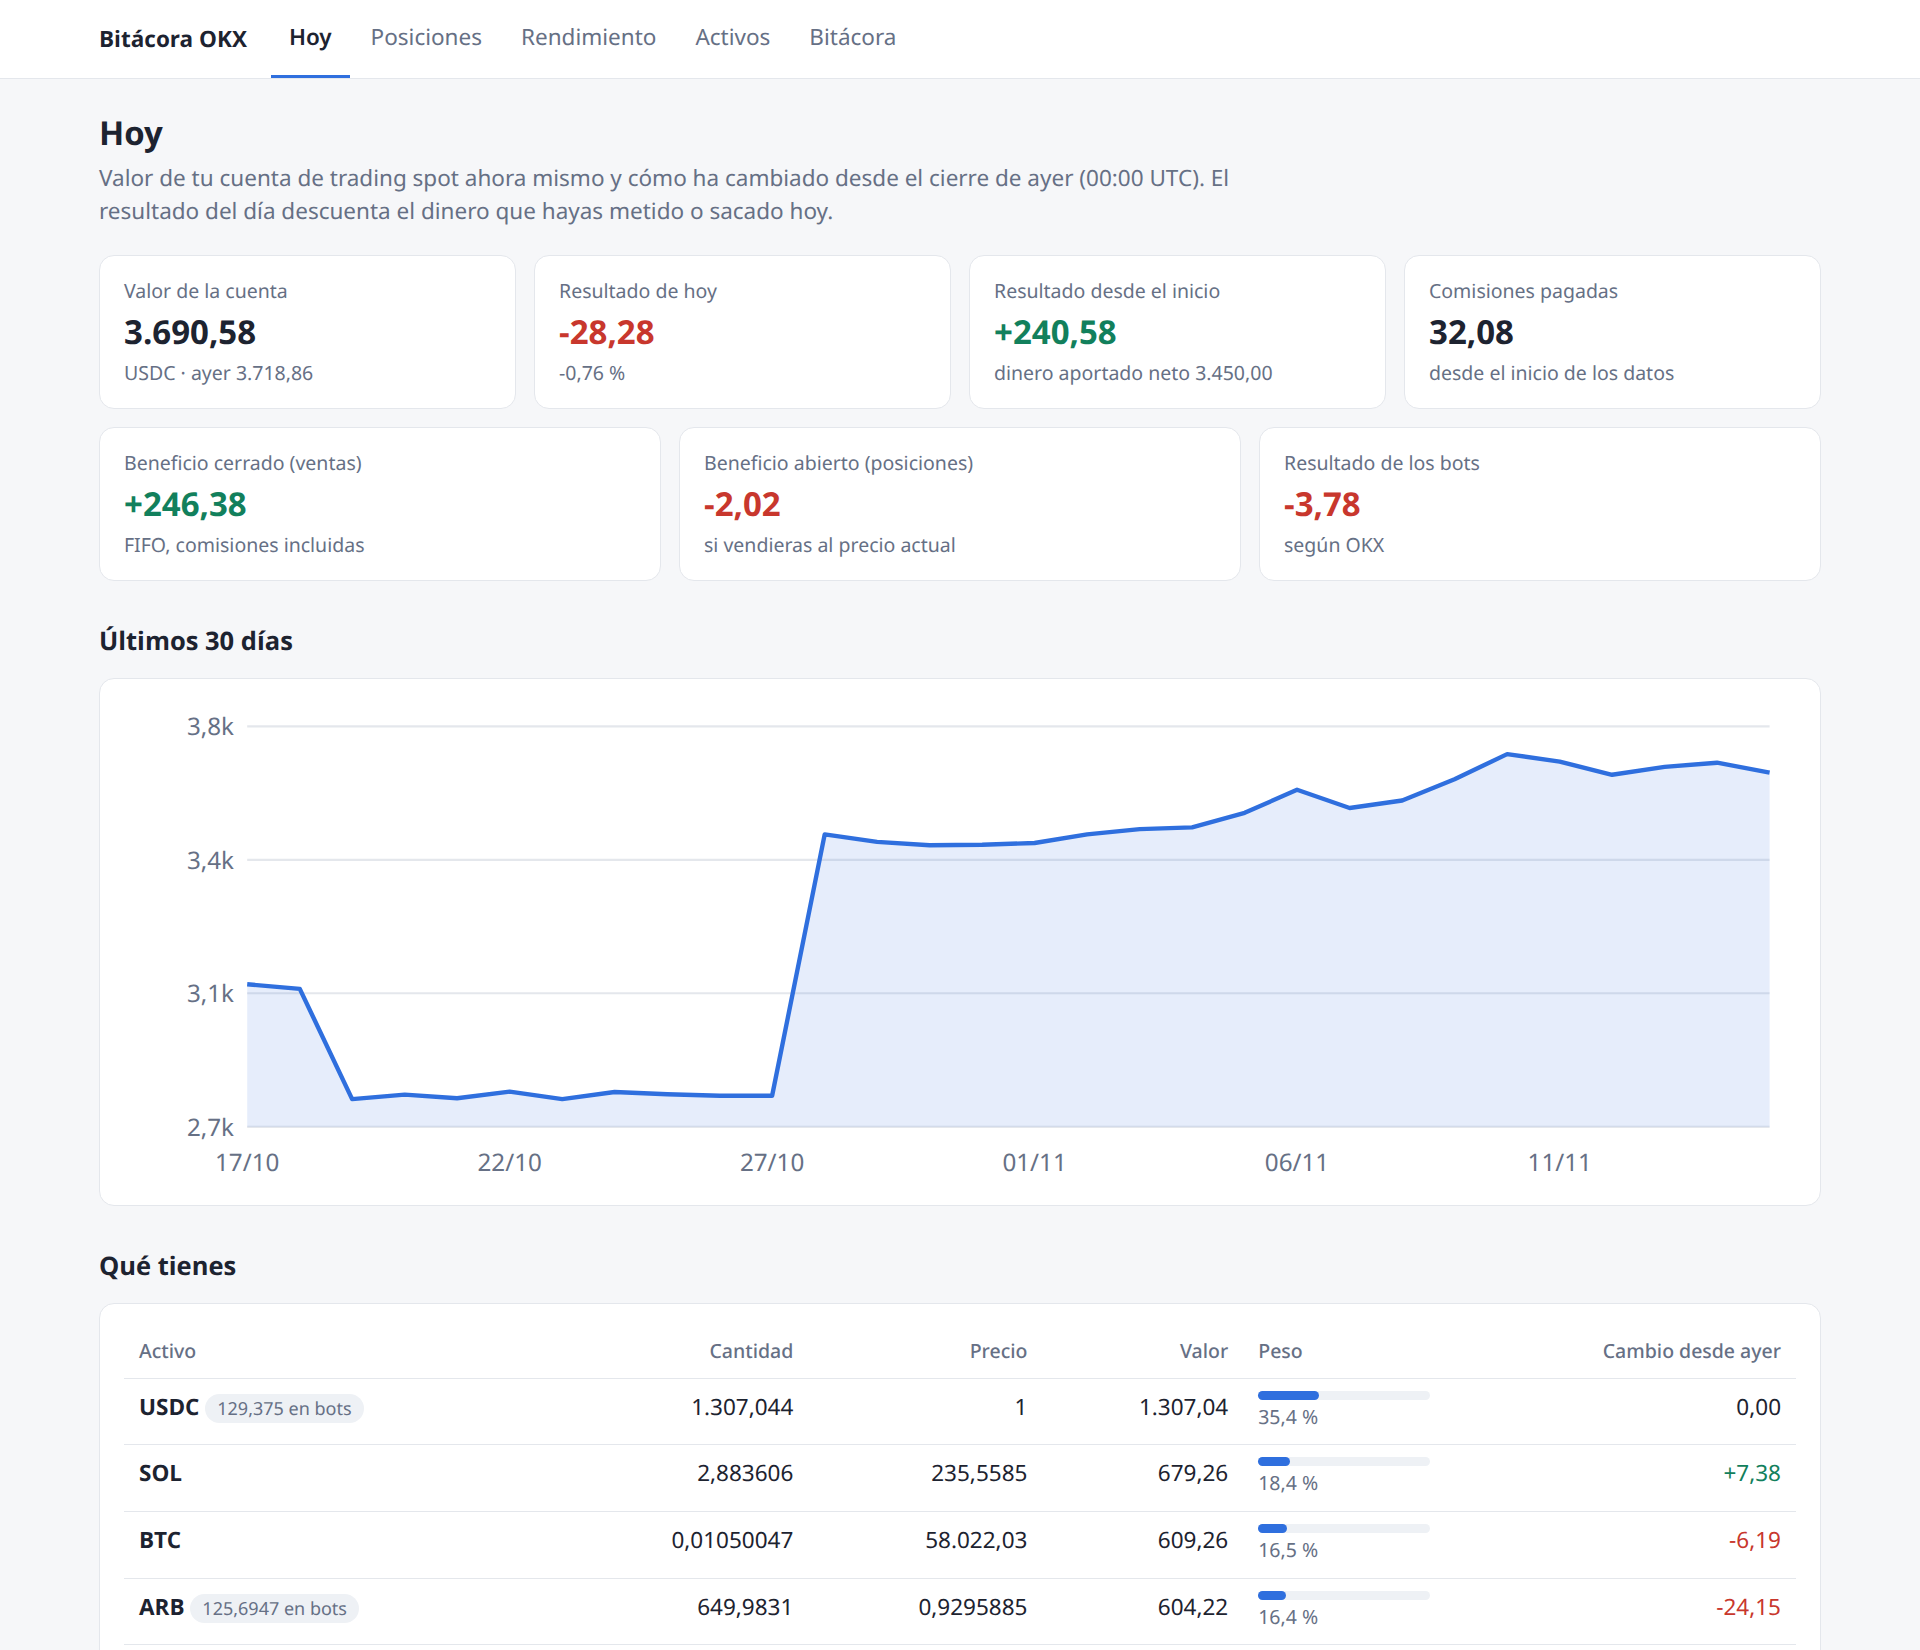 Bitácora OKX Hoy Posiciones Rendimiento Activos Bitácora
Hoy
Valor de tu cuenta de trading spot ahora mismo y cómo ha cambiado desde el cierre de ayer (00:00 UTC). El
resultado del día descuenta el dinero que hayas metido o sacado hoy.
Valor de la cuenta
3.690,58
USDC · ayer 3.718,86
Resultado de hoy
-28,28
-0,76 %
Resultado desde el inicio
+240,58
dinero aportado neto 3.450,00
Comisiones pagadas
32,08
desde el inicio de los datos
Beneficio cerrado (ventas)
+246,38
FIFO, comisiones incluidas
Beneficio abierto (posiciones)
-2,02
si vendieras al precio actual
Resultado de los bots
-3,78
según OKX
Últimos 30 días
3,8k
3,4k
3,1k
2,7k
17/10 22/10 27/10 01/11 06/11 11/11
Qué tienes
Activo Cantidad Precio Valor Peso Cambio desde ayer
USDC 129,375 en bots 1.307,044 1 1.307,04 35,4 % 0,00
SOL 2,883606 235,5585 679,26 18,4 % +7,38
BTC 0,01050047 58.022,03 609,26 16,5 % -6,19
ARB 125,6947 en bots 649,9831 0,9295885 604,22 16,4 % -24,15